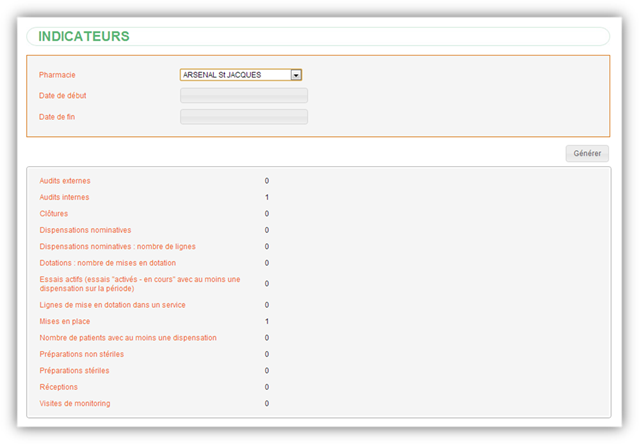 INDICATEURS
Pharmacie ARSENAL St JACQUES
Date de début
Date de fin
Générer
Audits externes 0
Audits internes 1
Clôtures 0
Dispensations nominatives 0
Dispensations nominatives : nombre de lignes 0
Dotations : nombre de mises en dotation 0
Essais actifs (essais "activés - en cours" avec au moins une
dispensation sur la période) 0
Lignes de mise en dotation dans un service 0
Mises en place 1
Nombre de patients avec au moins une dispensation 0
Préparations non stériles 0
Préparations stériles 0
Réceptions 0
Visites de monitoring 0